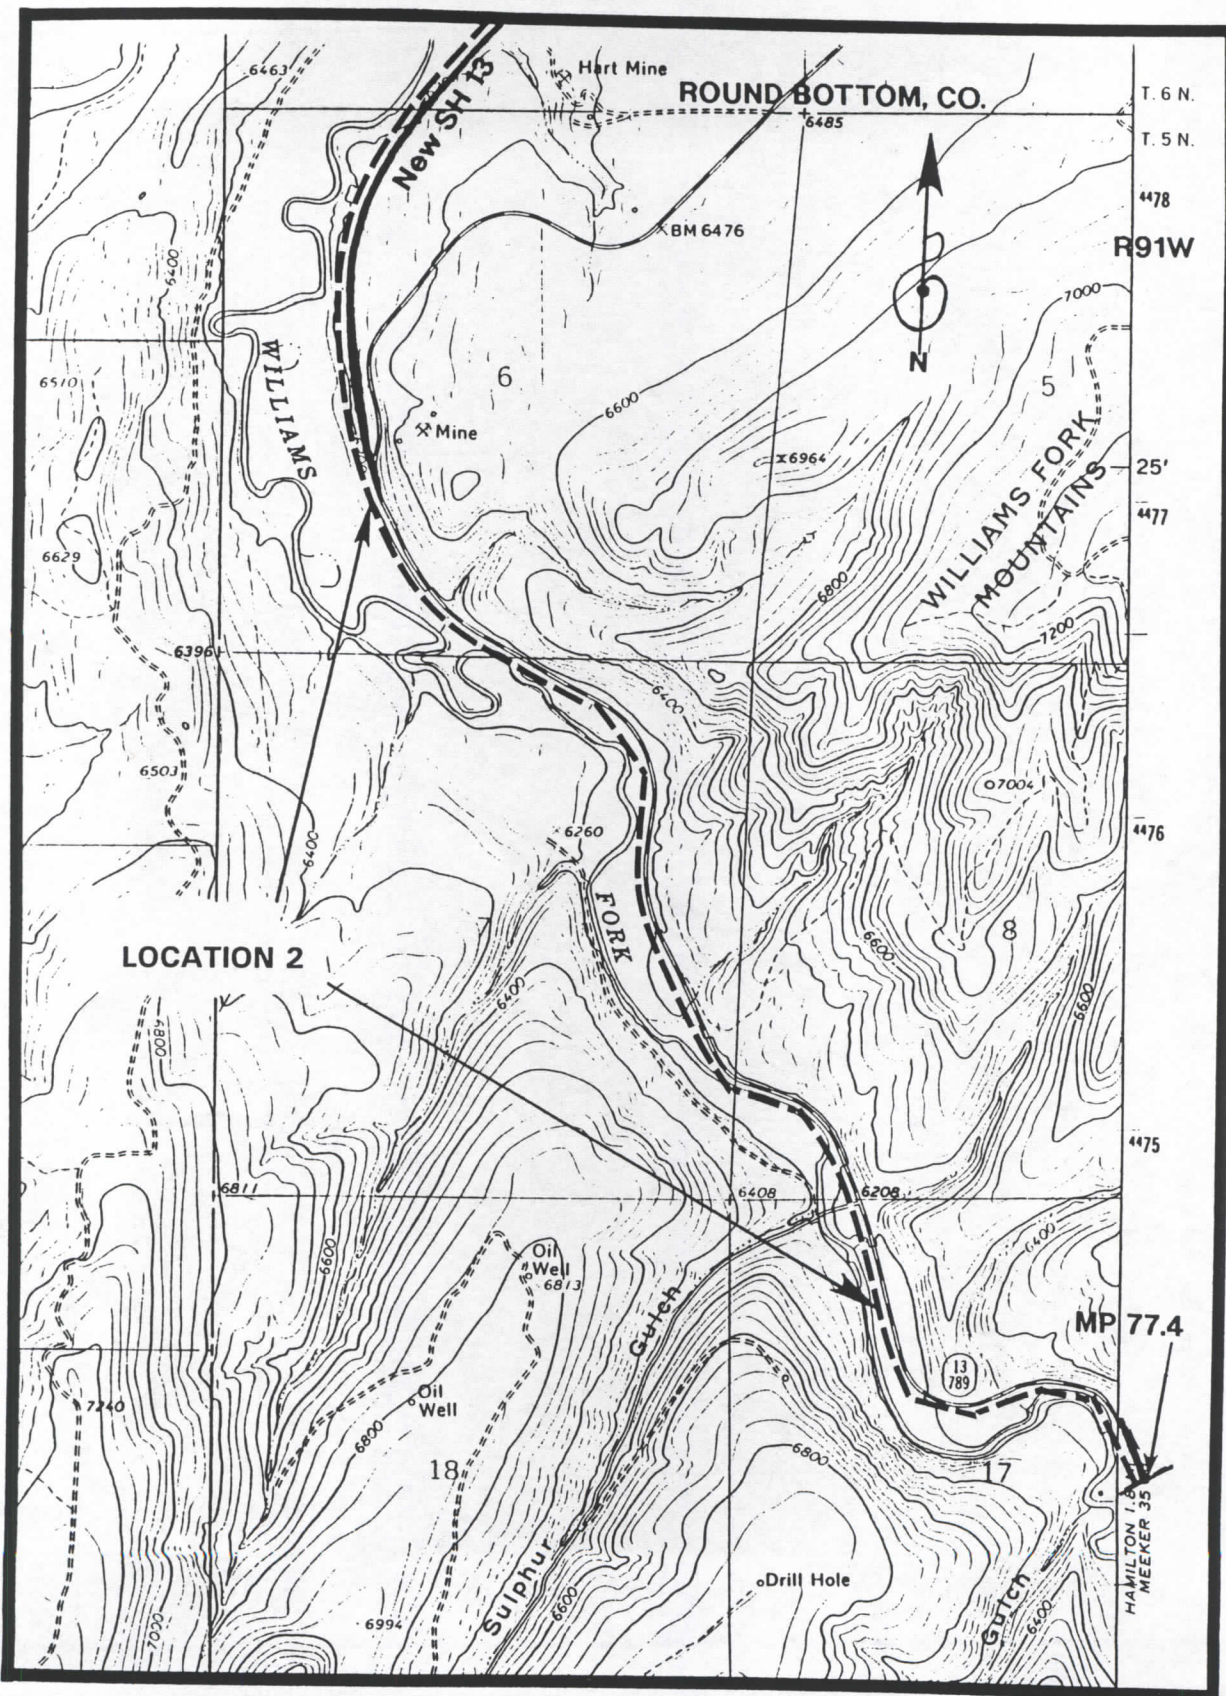 6463
Hart Mine
ROUND BOTTOM, CO.
T. 6 N.
6485
T. 5 N.
New SH 13
4478
BM 6476
R91W
6400
7000
WILLIAMS
6510
6
5
6600
Mine
6964
25'
WILLIAMS FORK
MOUNTAINS
4477
N
6629
6800
7200
6396
6400
6503
7004
6260
4476
6400
FORK
7
8
6600
LOCATION 2
6400
6600
6800
4475
6811
6408
6208
6400
6600
Oil
Well
6813
Gulch
MP 77.4
13
789
7240
Oil
Well
6800
6800
18
17
HAMILTON 1.8
MEEKER 35
Drill Hole
Sulphur
6600
Gulch
6400
6994
7000